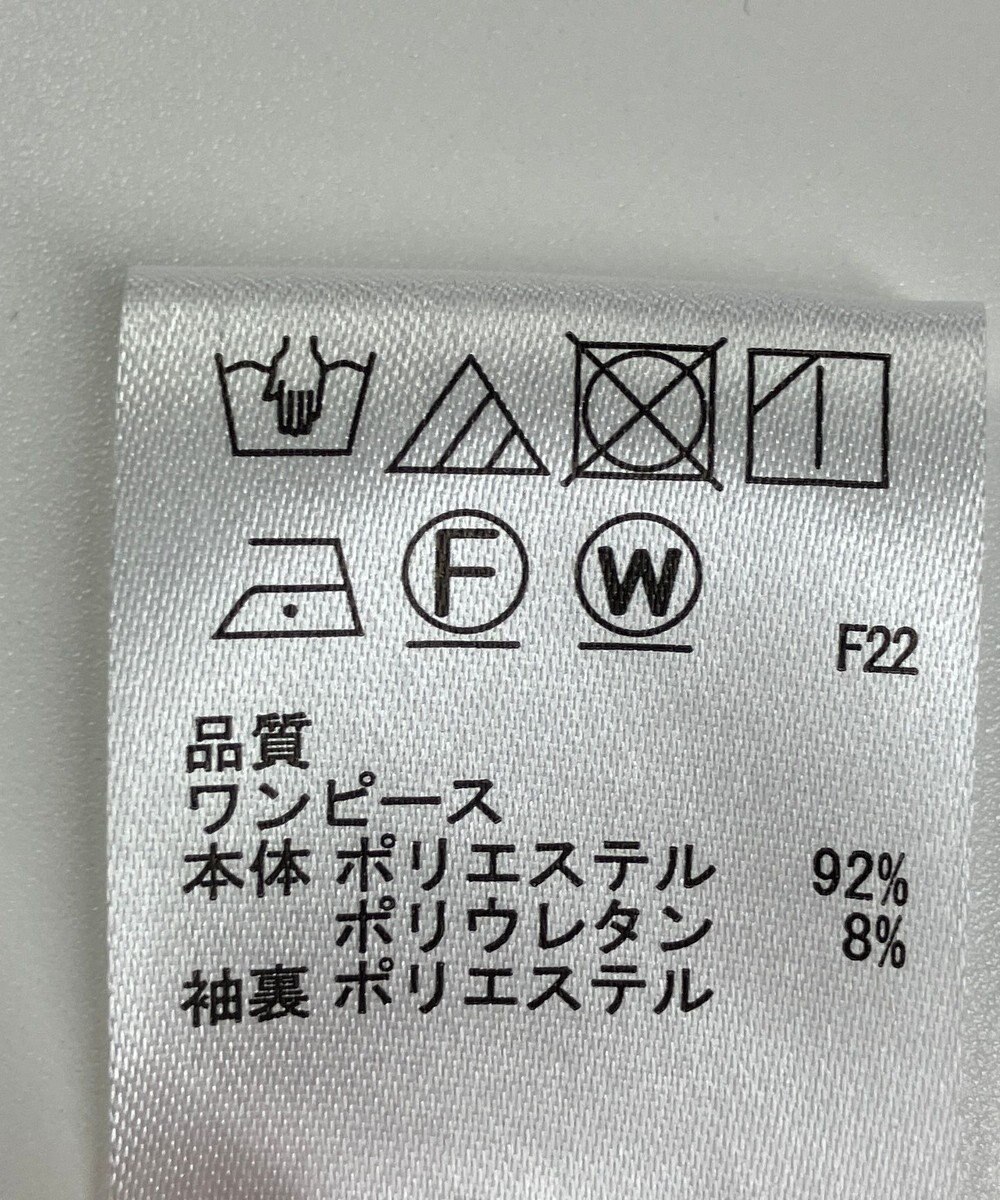 F W
F22
品質
ワンピース
本体 ポリエステル 92%
ポリウレタン 8%
袖裏 ポリエステル